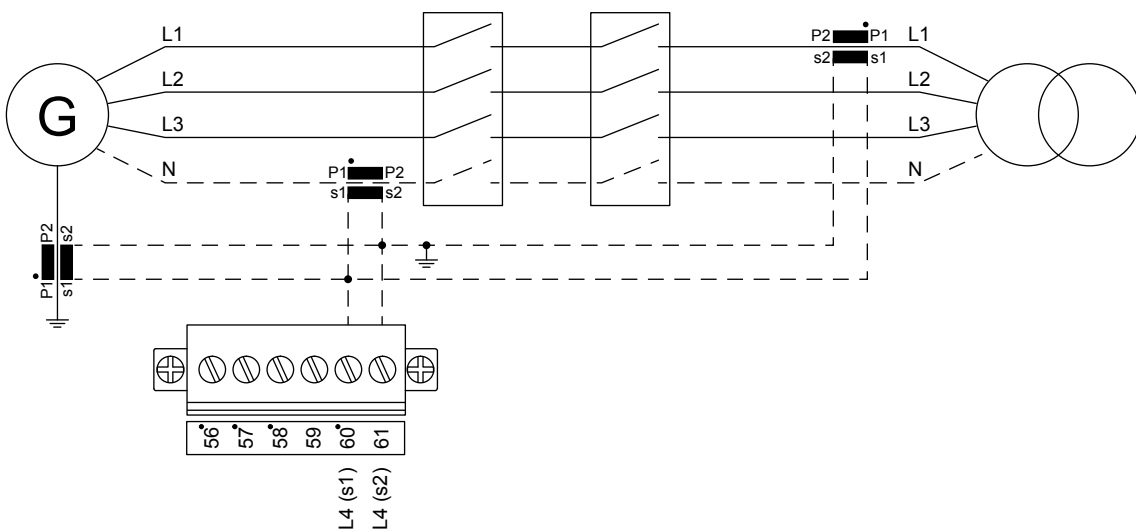 L1
P2 P1
L1
s2 s1
L2
L2
G
L3
L3
N
P1 P2
N
s1 s2
P2 s2
P1 s1
56 57 58 59 60 61
L4 (s1)
L4 (s2)